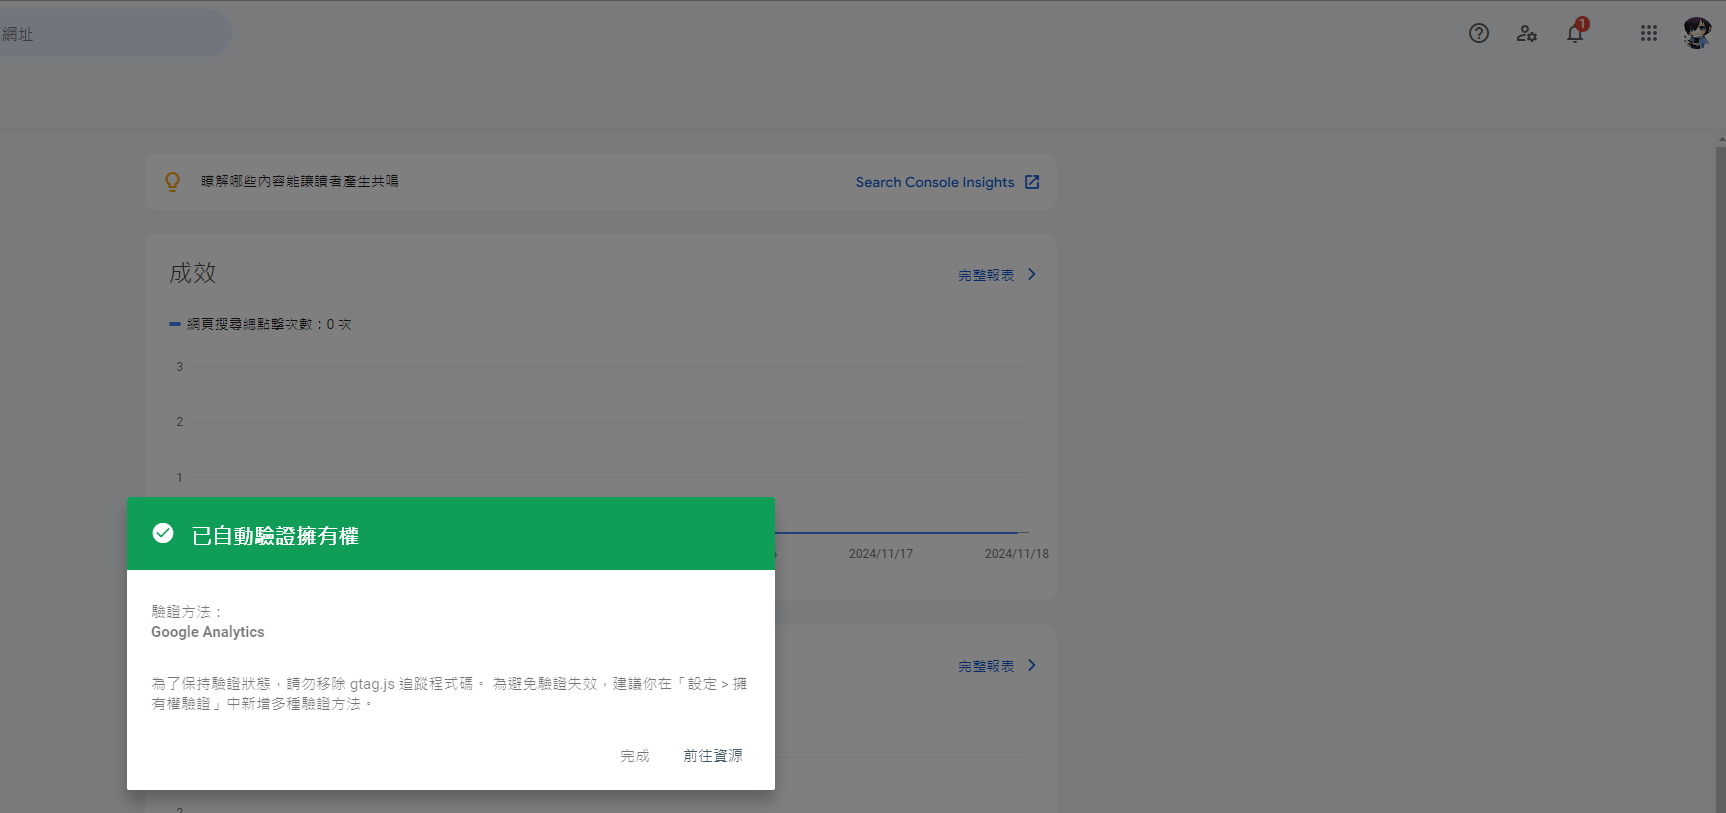 網址
1
瞭解哪些內容能讓讀者產生共鳴
Search Console Insights
成效
完整報表
網頁搜尋總點擊次數：0 次
3
2
1
2024/11/17
2024/11/18
已自動驗證擁有權
驗證方法：
Google Analytics
為了保持驗證狀態，請勿移除 gtag.js 追蹤程式碼。 為避免驗證失效，建議你在「設定 > 擁
有權驗證」中新增多種驗證方法。
完成
前往資源
完整報表
2